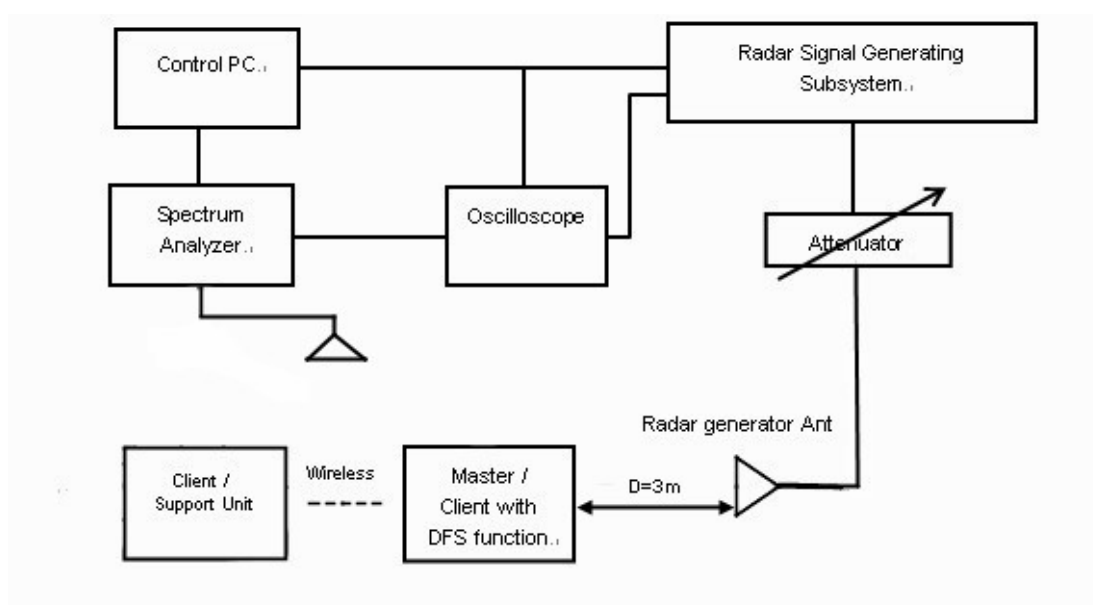 Control PC.
Radar Signal Generating
Subsystem.
Spectrum
Analyzer.
Oscilloscope
Attenuator
Radar generator Ant
Client /
Support Unit
Wireless
Master /
Client with
DFS function.
D=3m